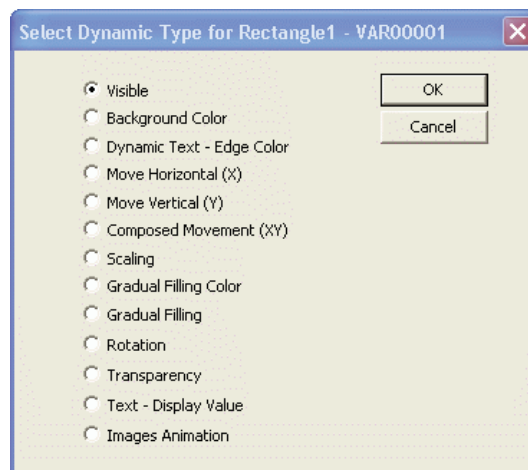 Select Dynamic Type for Rectangle1 - VAR00001
Visible
Background Color
Dynamic Text - Edge Color
Move Horizontal (X)
Move Vertical (Y)
Composed Movement (XY)
Scaling
Gradual Filling Color
Gradual Filling
Rotation
Transparency
Text - Display Value
Images Animation
OK
Cancel